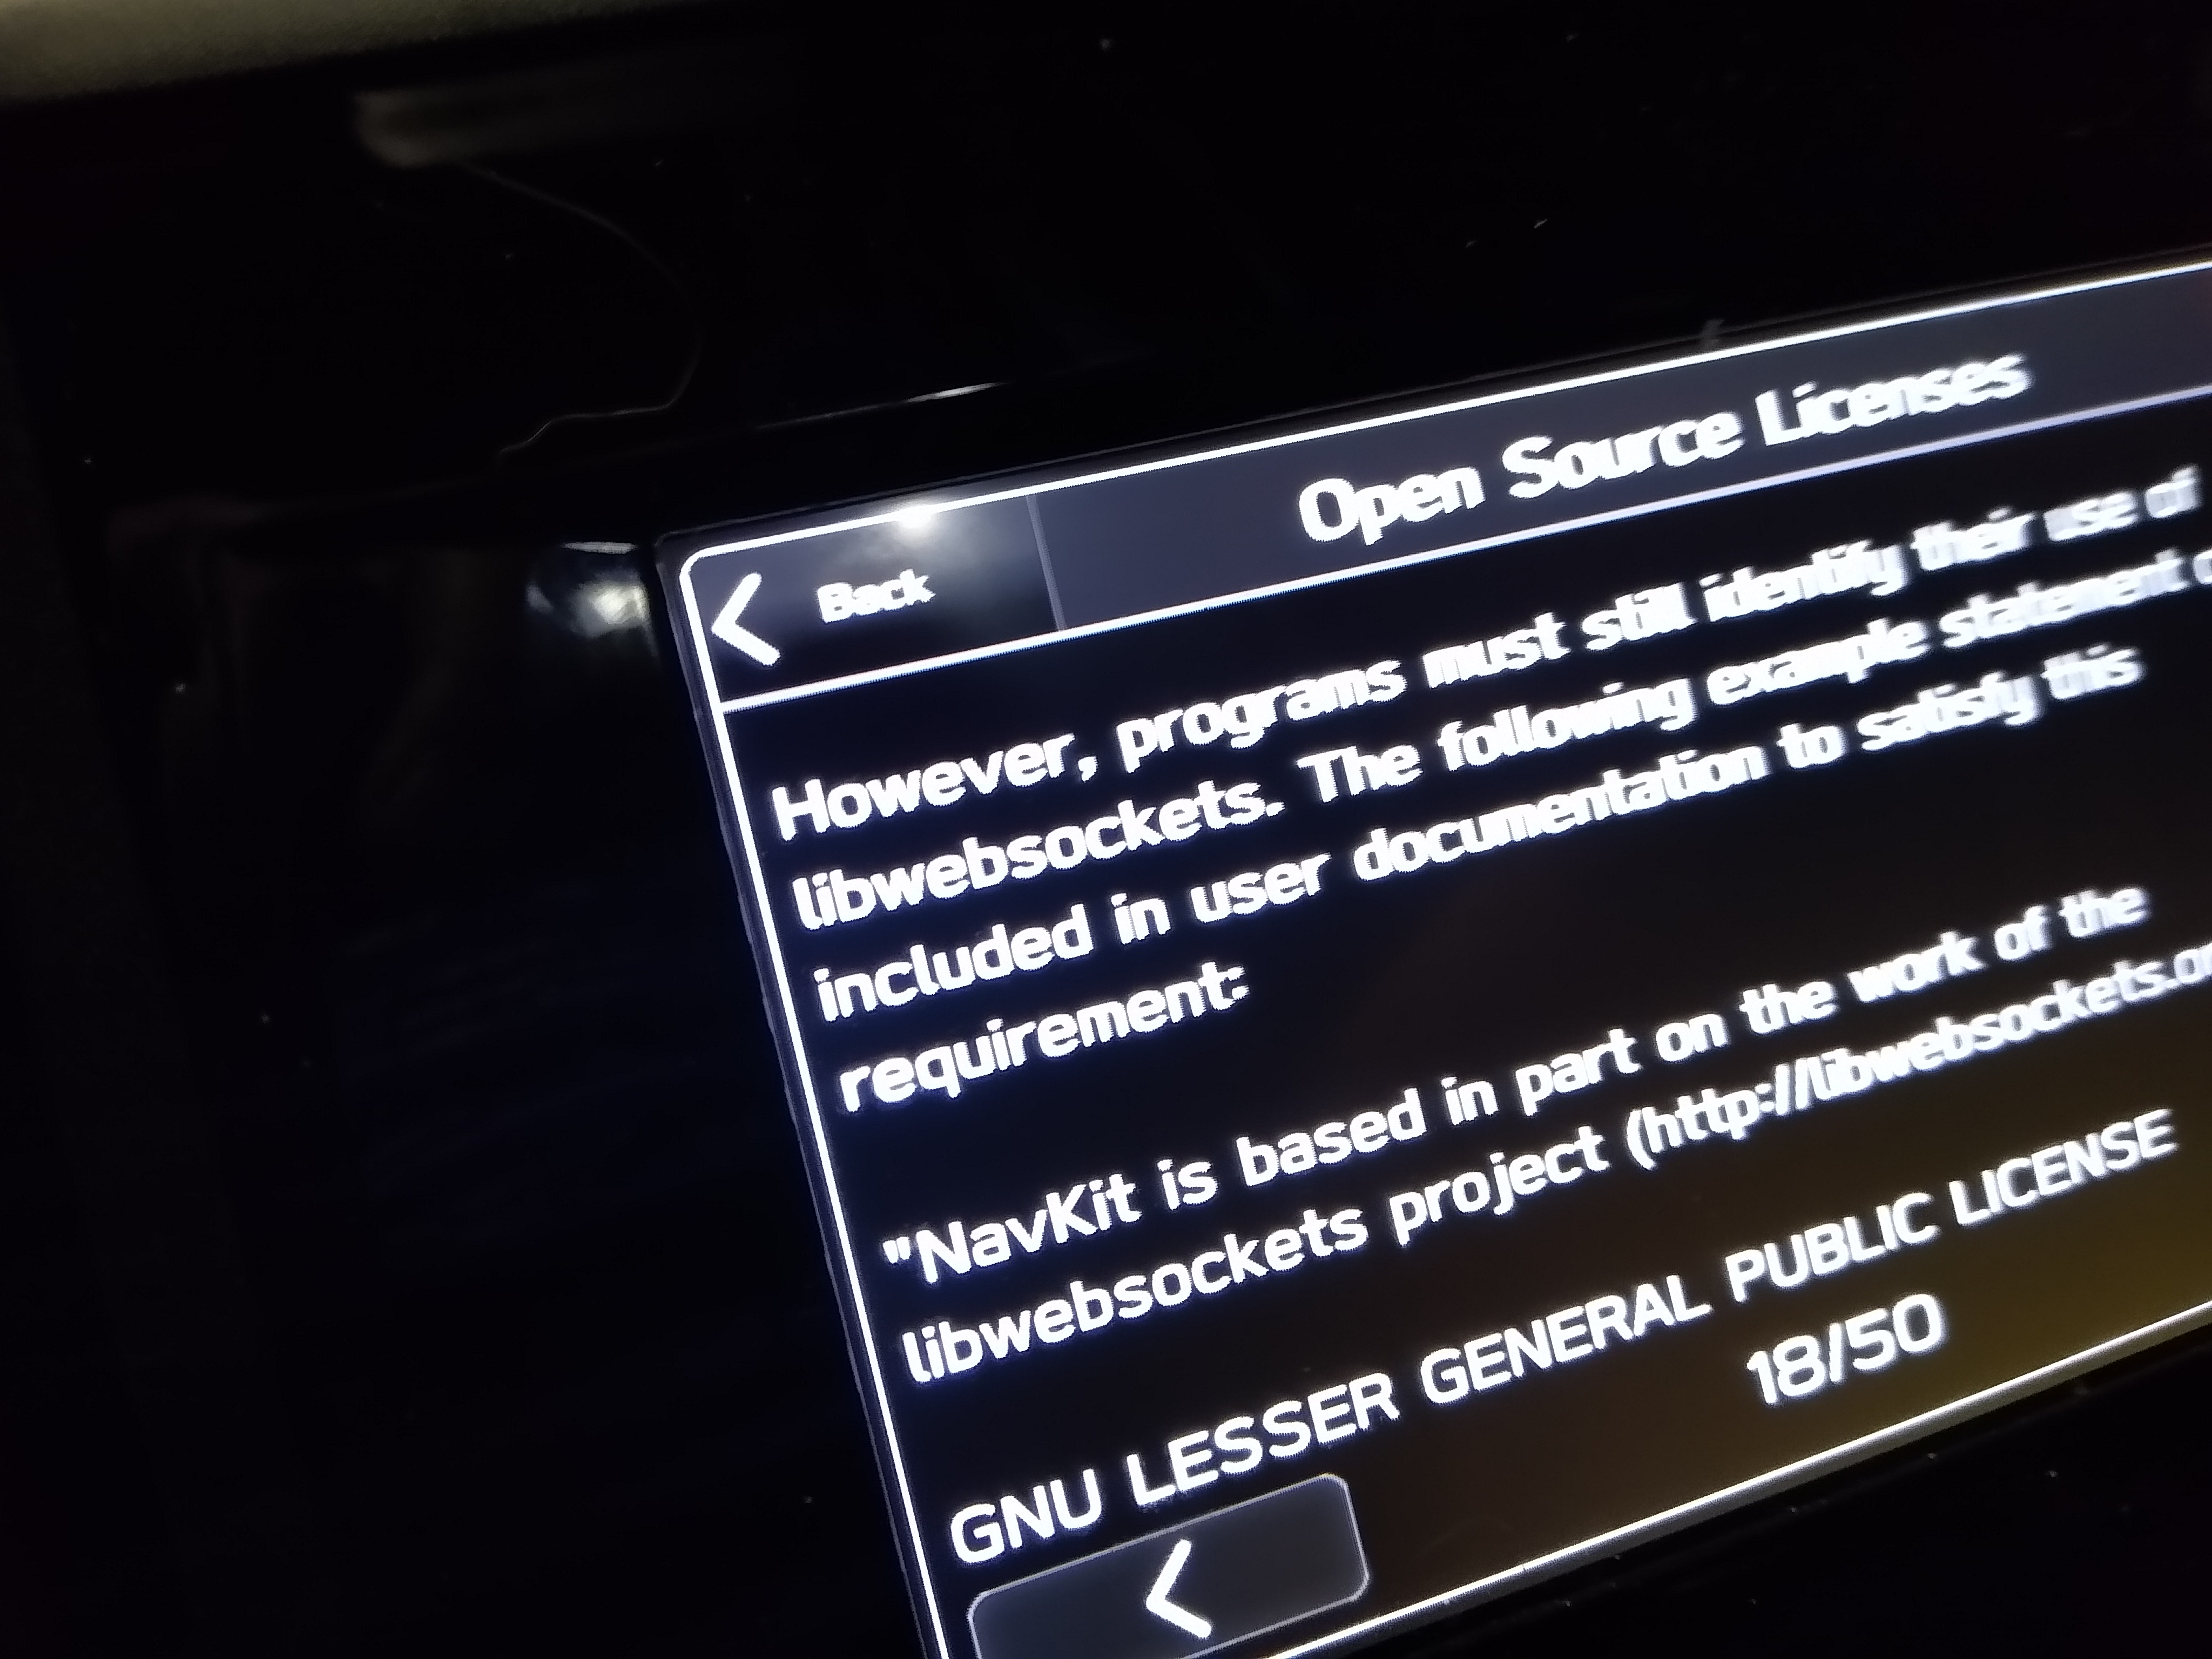 Open Source Licenses
Back
However, programs must still identify their use of
libwebsockets. The following example statement
included in user documentation to satisfy this
requirement:
"NavKit is based in part on the work of the
libwebsockets project (http://libwebsockets.or
GNU LESSER GENERAL PUBLIC LICENSE
18/50